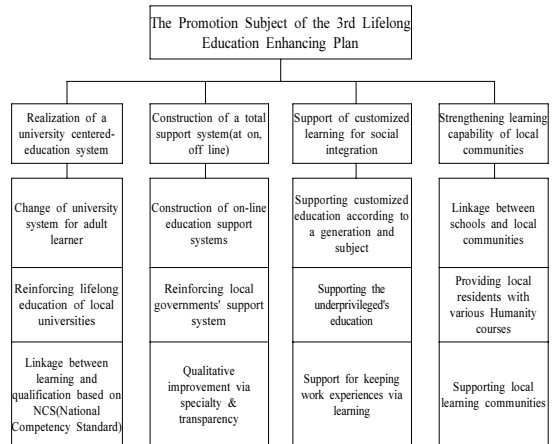 The Promotion Subject of the 3rd Lifelong
Education Enhancing Plan
Realization of a
university centered-
education system
Construction of a total
support system(at on,
off line)
Support of customized
learning for social
integration
Strengthening learning
capability of local
communities
Change of university
system for adult
learner
Construction of on-line
education support
systems
Supporting customized
education according to
a generation and
subject
Linkage between
schools and local
communities
Reinforcing lifelong
education of local
universities
Reinforcing local
governments' support
system
Supporting the
underprivileged's
education
Providing local
residents with
various Humanity
courses
Linkage between
learning and
qualification based on
NCS(National
Competency Standard)
Qualitative
improvement via
specialty &
transparency
Support for keeping
work experiences via
learning
Supporting local
learning communities